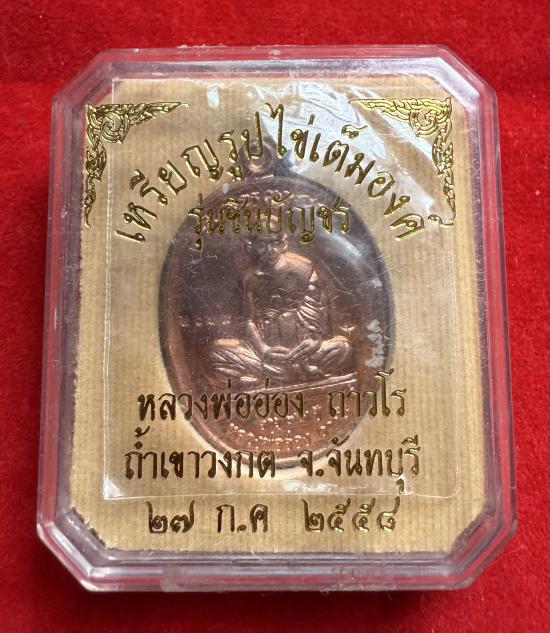 เหรียญรูปไข่เต็มองค์
รุ่นชินบัญชร
หลวงพ่ออ่อง ถาวโร
ถ้ำเขาวงกต จ.จันทบุรี
๒๗ ก.ค ๒๕๕๘